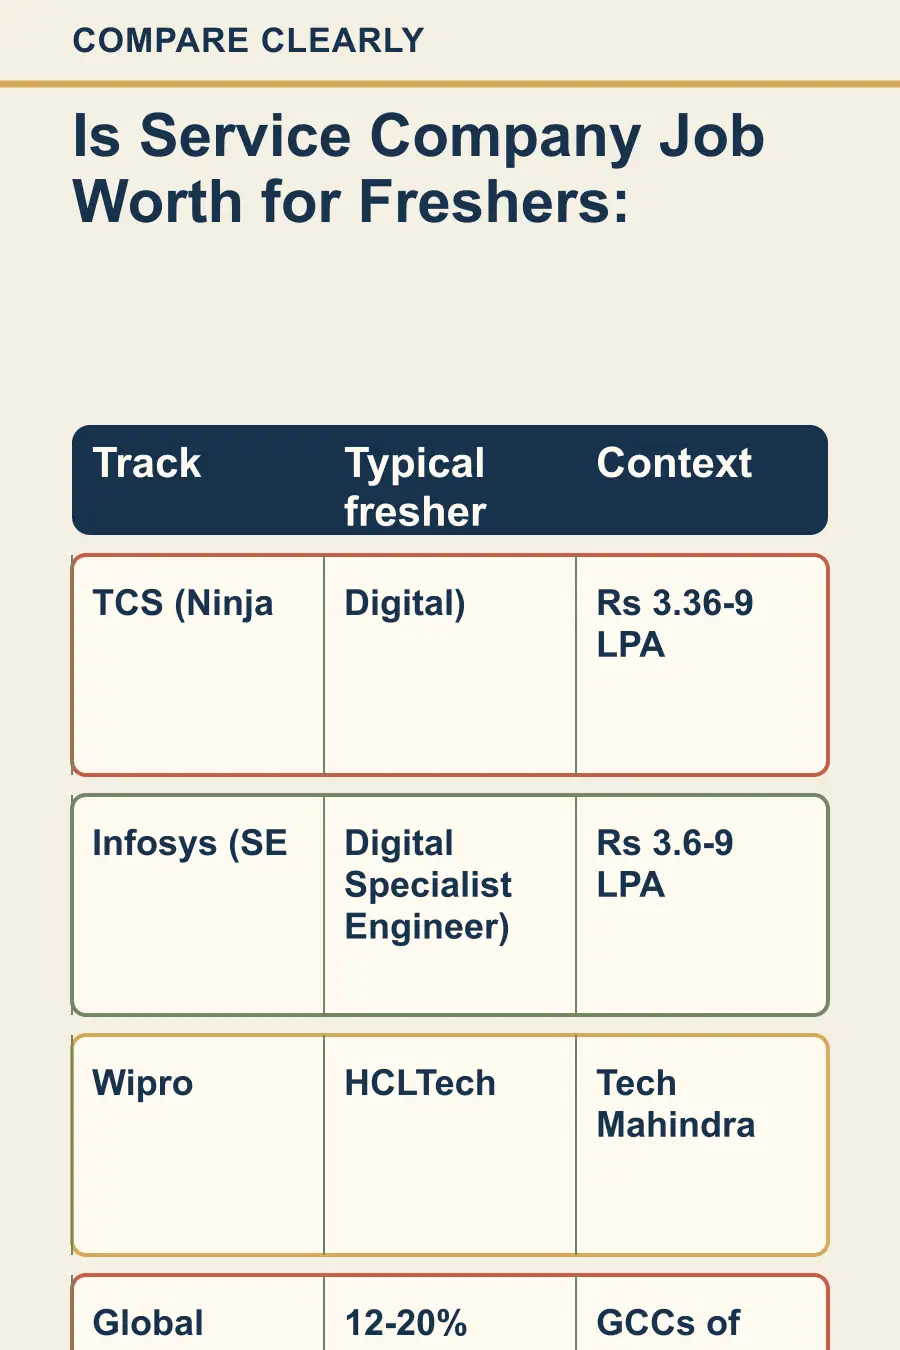 COMPARE CLEARLY
Is Service Company Job
Worth for Freshers:
Track
Typical
fresher
Context
TCS (Ninja
Digital)
Rs 3.36-9
LPA
Infosys (SE
Digital
Specialist
Engineer)
Rs 3.6-9
LPA
Wipro
HCLTech
Tech
Mahindra
Global
12-20%
GCCs of